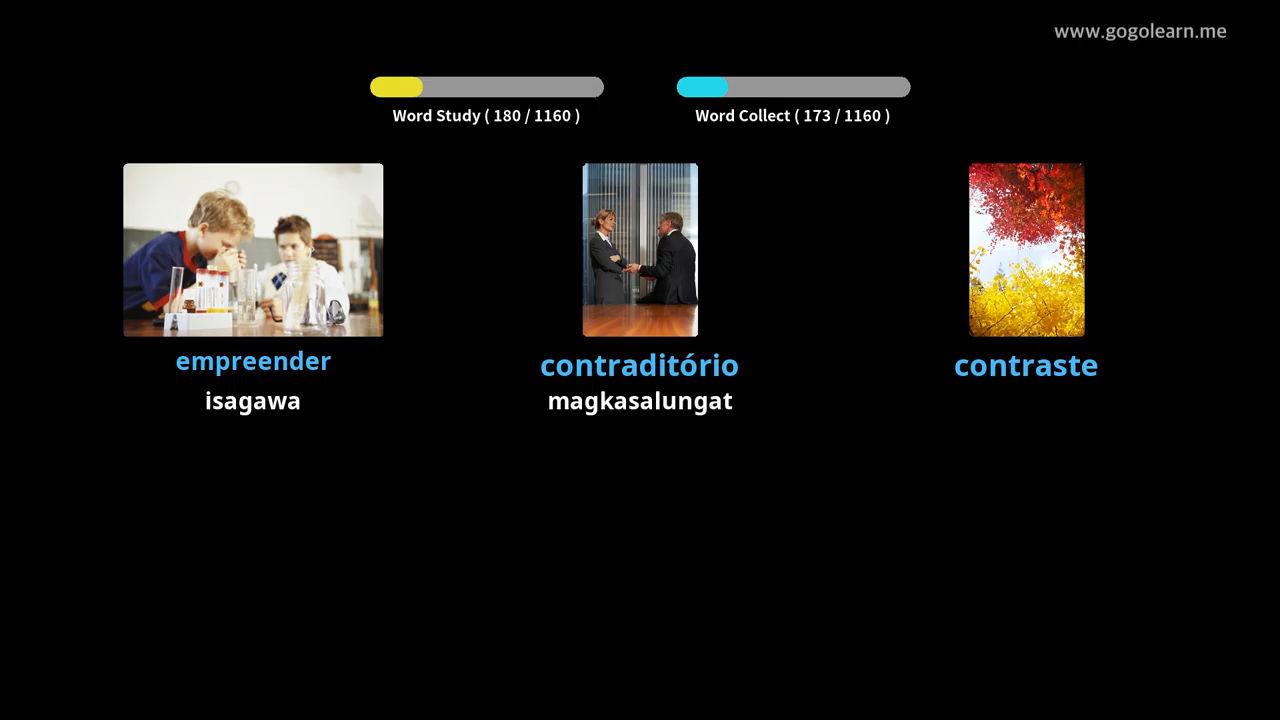 www.gogolearn.me
Word Study ( 180 / 1160 )
Word Collect ( 173 / 1160 )
empreender
isagawa
contraditório
magkasalungat
contraste